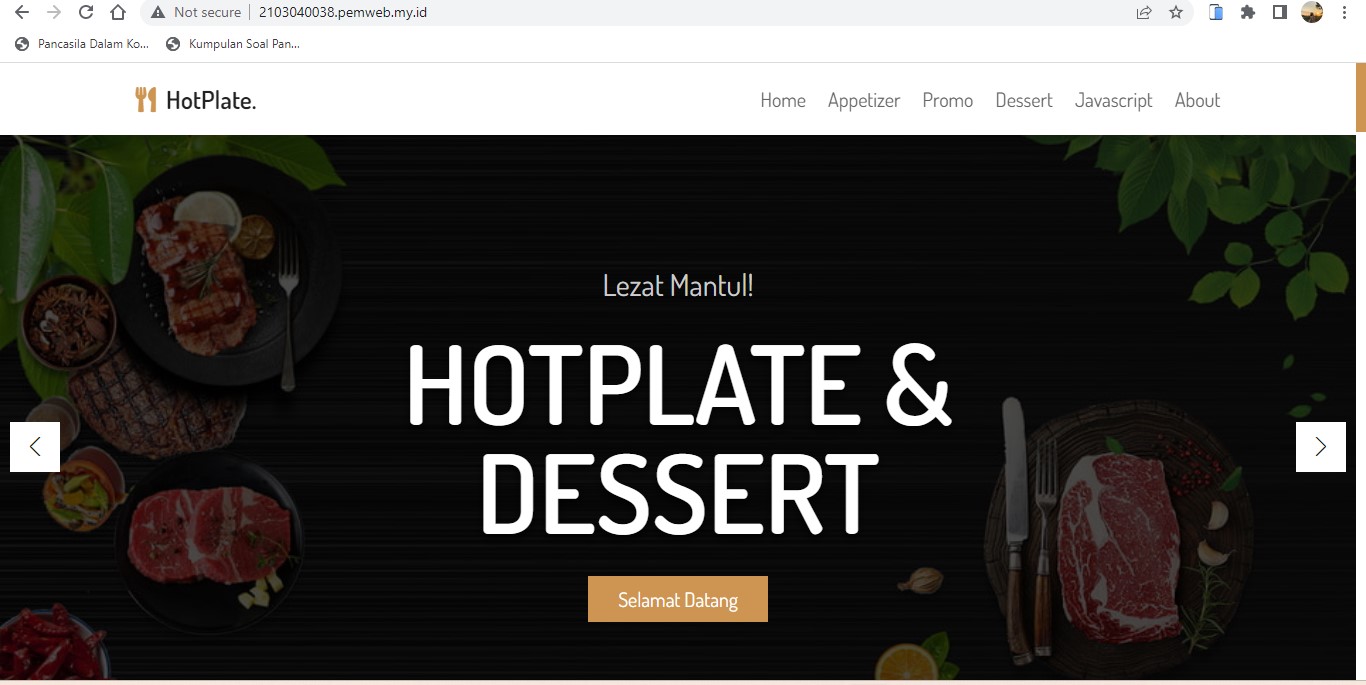 Not secure
2103040038.pemweb.my.id
Pancasila Dalam Ko...
Kumpulan Soal Pan...
HotPlate.
Home Appetizer Promo Dessert Javascript About
Lezat Mantul!
HOTPLATE &
DESSERT
Selamat Datang